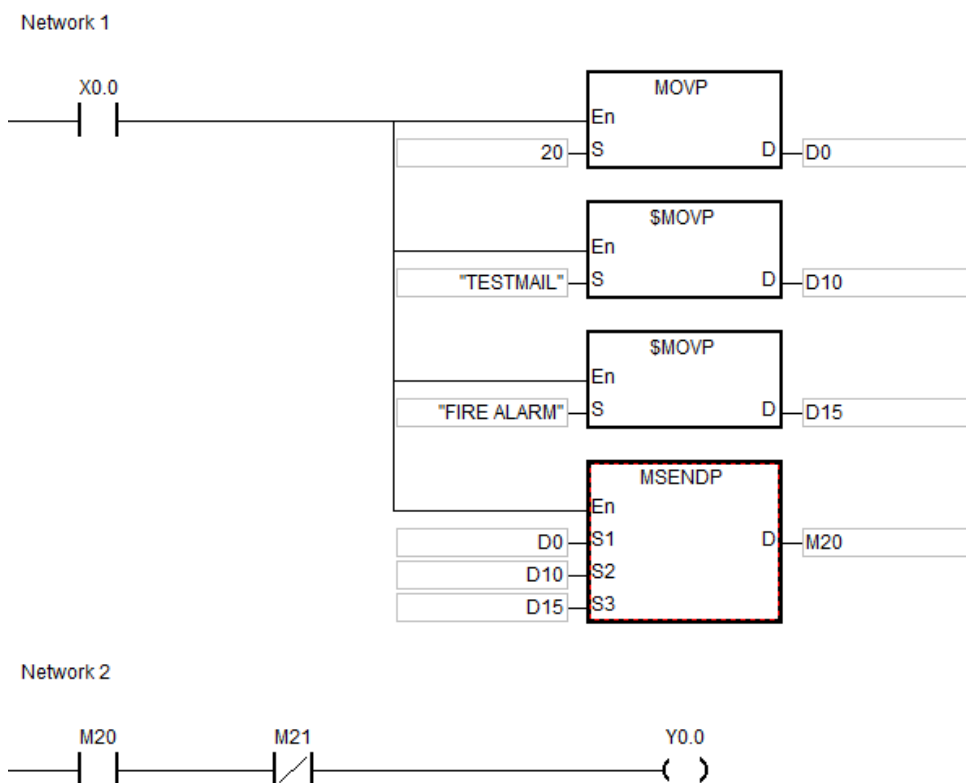 Network 1
X0.0
MOVP
En
20 S D D0
$MOVP
En
"TESTMAIL" S D D10
$MOVP
En
"FIRE ALARM" S D D15
MSENDP
En
D0 S1 D M20
D10 S2
D15 S3
Network 2
M20 M21 Y0.0